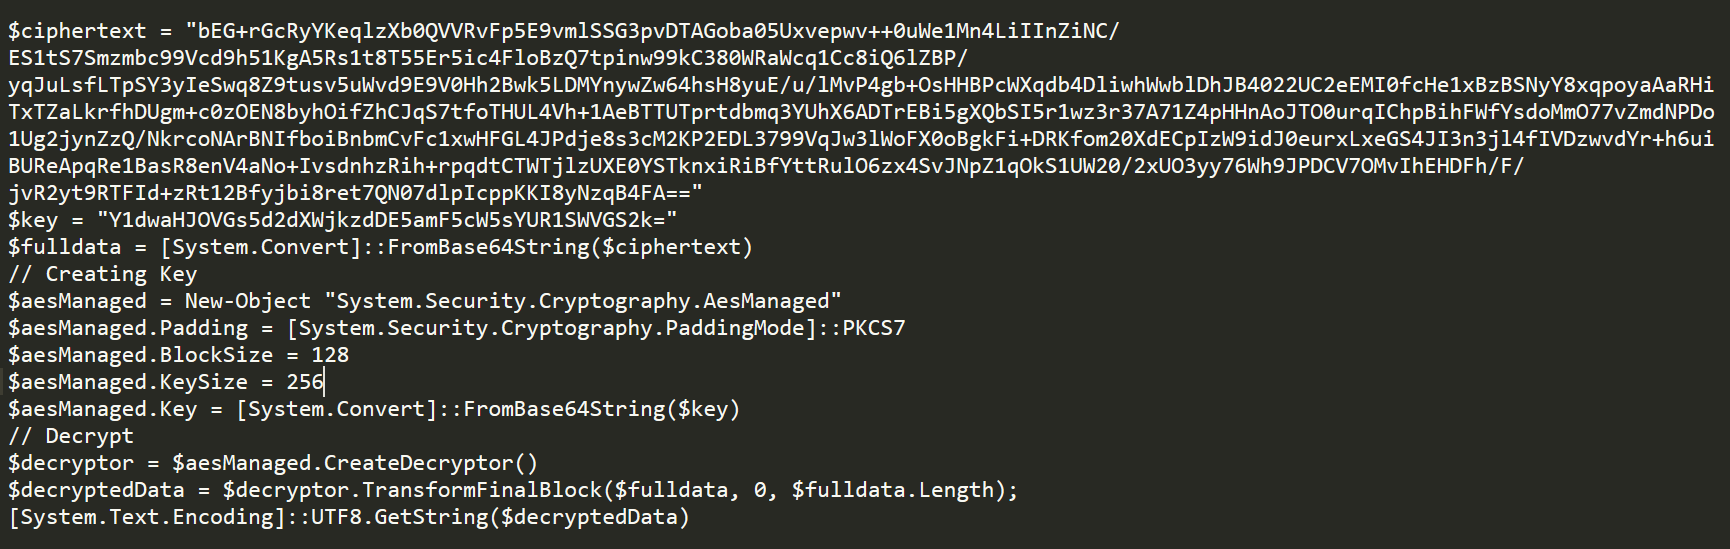 $ciphertext = "bEG+rGcRyYKeqlzXb0QVVRvFp5E9vmlSSG3pvDTAGoba05Uxvepwv++0uWe1Mn4LiIInZiNC/
ES1tS7Smzmbc99Vcd9h51KgA5Rs1t8T55Er5ic4FloBzQ7tpinw99kC380WRaWcq1Cc8iQ6lZBP/
yqJuLsfLTpSY3yIeSwq8Z9tusv5uWvd9E9V0Hh2Bwk5LDMYnywZw64hsH8yuE/u/lMvP4gb+OsHHBPcWXqdb4DliwhWwblDhJB4022UC2eEMI0fcHe1xBzBSNyY8xqpoyaAaRHi
TxTZaLkrfhDUgm+c0zOEN8byhOifZhCJqS7tfoTHUL4Vh+1AeBTTUTprtdbmq3YUhX6ADTrEBi5gXQbSI5r1wz3r37A71Z4pHHnAoJTO0urqIChpBihFWfYsdoMmO77vZmdNPDo
1Ug2jynZzQ/NkrcoNArBNIfboiBnbmCvFc1xwHFGL4JPdje8s3cM2KP2EDL3799VqJw3lWoFX0oBgkFi+DRKfom20XdECpIzW9idJ0eurxLxeGS4JI3n3jl4fIVDzwvdYr+h6ui
BUReApqRe1BasR8enV4aNo+IvsdnhzRih+rpqdtCTWTjlzUXE0YSTknxiRiBfYttRulO6zx4SvJNpZ1qOkS1UW20/2xUO3yy76Wh9JPDCV7OMvIhEHDFh/F/
jvR2yt9RTFId+zRt12Bfyjbi8ret7QN07dlpIcppKKI8yNzqB4FA=="
$key = "Y1dwaHJOVGs5d2dXWjkzdDE5amF5cW5sYUR1SWVGS2k="
$fulldata = [System.Convert]::FromBase64String($ciphertext)
// Creating Key
$aesManaged = New-Object "System.Security.Cryptography.AesManaged"
$aesManaged.Padding = [System.Security.Cryptography.PaddingMode]::PKCS7
$aesManaged.BlockSize = 128
$aesManaged.KeySize = 256
$aesManaged.Key = [System.Convert]::FromBase64String($key)
// Decrypt
$decryptor = $aesManaged.CreateDecryptor()
$decryptedData = $decryptor.TransformFinalBlock($fulldata, 0, $fulldata.Length);
[System.Text.Encoding]::UTF8.GetString($decryptedData)